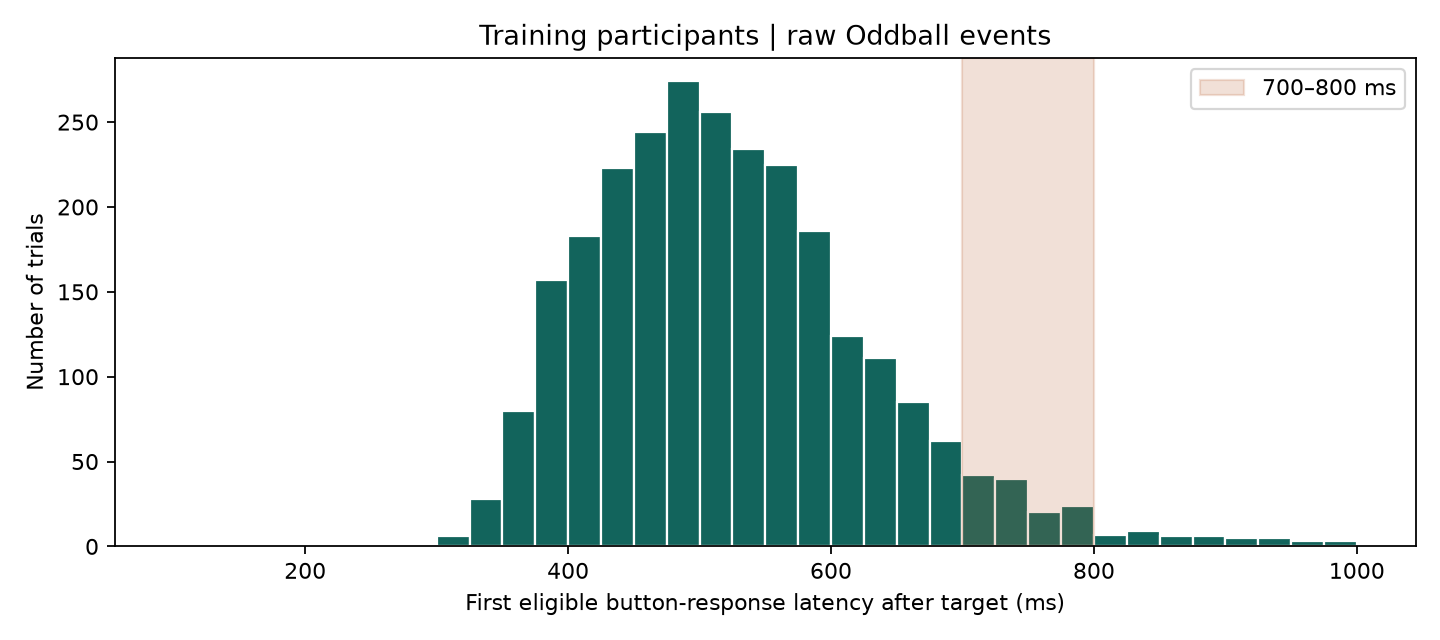 Training participants | raw Oddball events
700–800 ms
Number of trials
250
200
150
100
50
0
200 400 600 800 1000
First eligible button-response latency after target (ms)